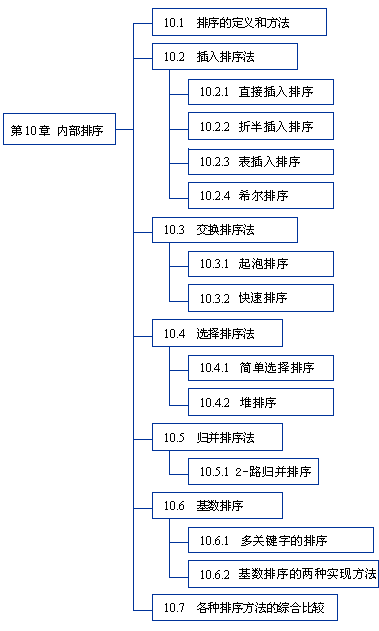 10.1 排序的定义和方法
10.2 插入排序法
10.2.1 直接插入排序
10.2.2 折半插入排序
第10章 内部排序
10.2.3 表插入排序
10.2.4 希尔排序
10.3 交换排序法
10.3.1 起泡排序
10.3.2 快速排序
10.4 选择排序法
10.4.1 简单选择排序
10.4.2 堆排序
10.5 归并排序法
10.5.1 2-路归并排序
10.6 基数排序
10.6.1 多关键字的排序
10.6.2 基数排序的两种实现方法
10.7 各种排序方法的综合比较